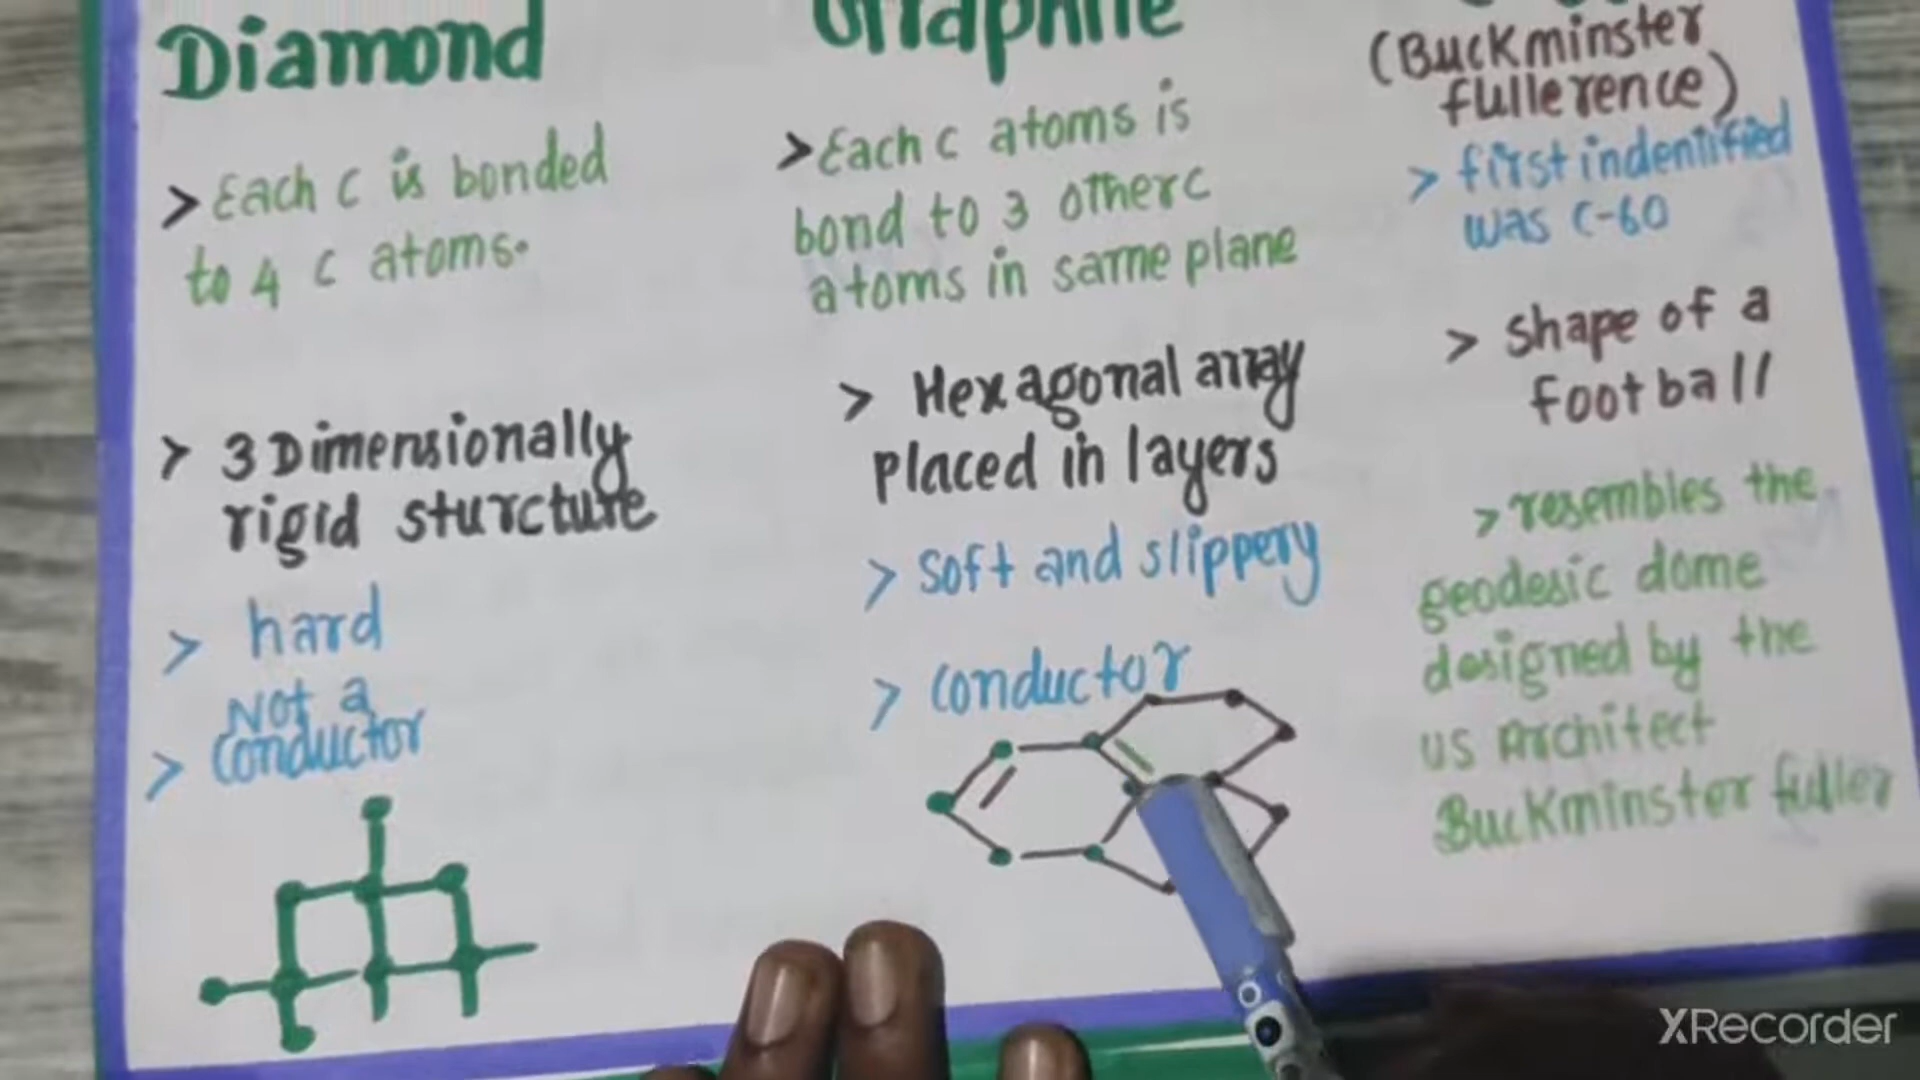 Diamond
> Each C is bonded
to 4 C atoms.
> 3 Dimensionally
rigid sturcture
> hard
Not a
> conductor
Graphite
> Each C atoms is
bond to 3 other C
atoms in same plane
> Hexagonal array
placed in layers
> soft and slippery
> conductor
(Buckminster
fullerence)
> first indentified
was C-60
> shape of a
football
> resembles the
geodesic dome
designed by the
US Architect
Buckminster fuller
XRecorder